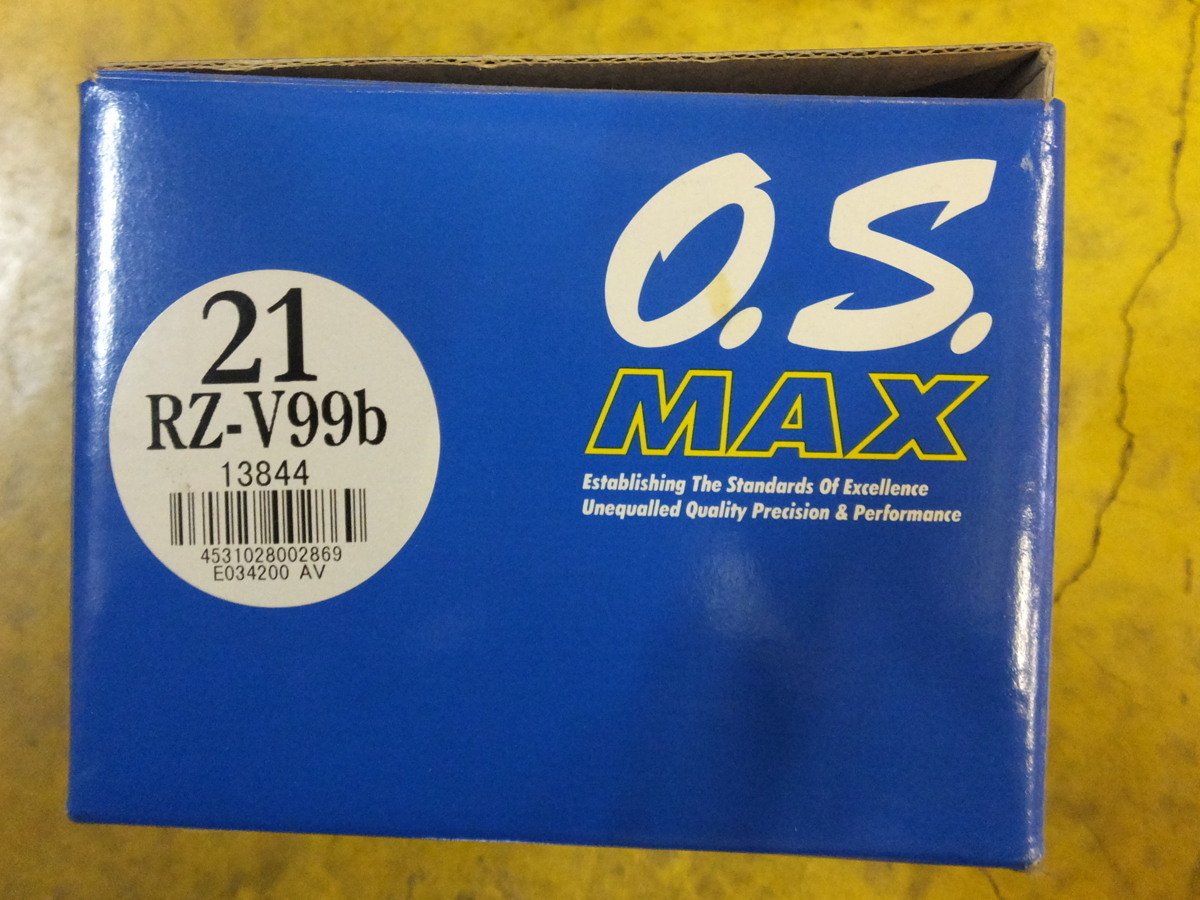 O.S.
MAX
Establishing The Standards Of Excellence
Unequalled Quality Precision & Performance
21
RZ-V99b
13844
4531028002869
E034200 AV